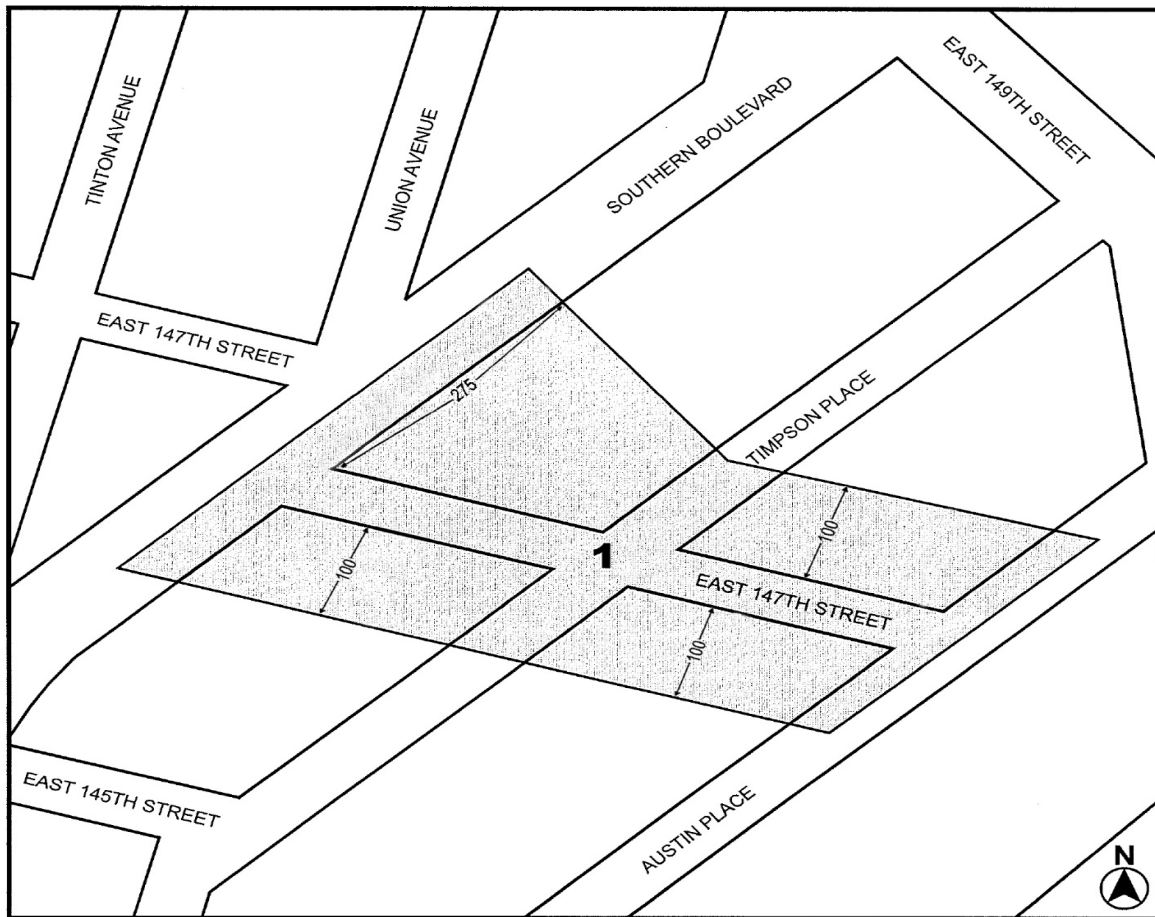 EAST 149TH STREET
TINTON AVENUE
SOUTHERN BOULEVARD
UNION AVENUE
EAST 147TH STREET
275
TIMPSON PLACE
100
100
1
EAST 147TH STREET
100
EAST 145TH STREET
AUSTIN PLACE
N